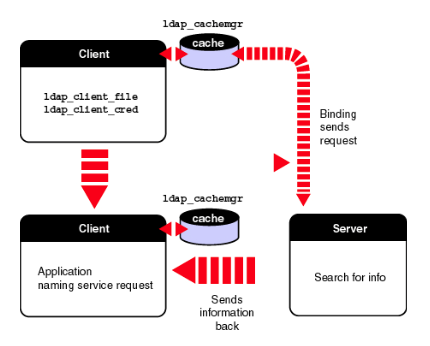 ldap_cachemgr
Client
cache
ldap_client_file
ldap_client_cred
Binding
sends
request
ldap_cachemgr
cache
Client
Server
Application
naming service request
Search for info
Sends
information
back